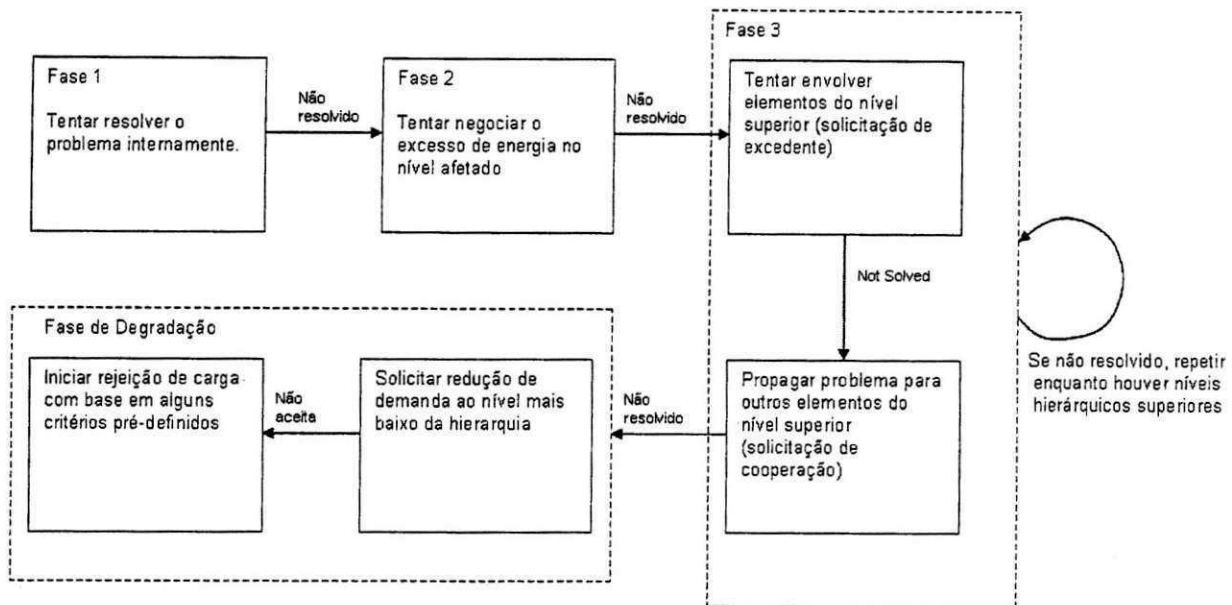 Fase 1
Tentar resolver o
problema internamente.
Não
resolvido
Fase 2
Tentar negociar o
excesso de energia no
nível afetado
Não
resolvido
Fase 3
Tentar envolver
elementos do nível
superior (solicitação de
excedente)
Not Solved
Propagar problema para
outros elementos do
nível superior
(solicitação de
cooperação)
Se não resolvido, repetir
enquanto houver níveis
hierárquicos superiores
Não
resolvido
Fase de Degradação
Solicitar redução de
demanda ao nível mais
baixo da hierarquia
Não
aceita
Iniciar rejeição de carga
com base em alguns
critérios pré-definidos